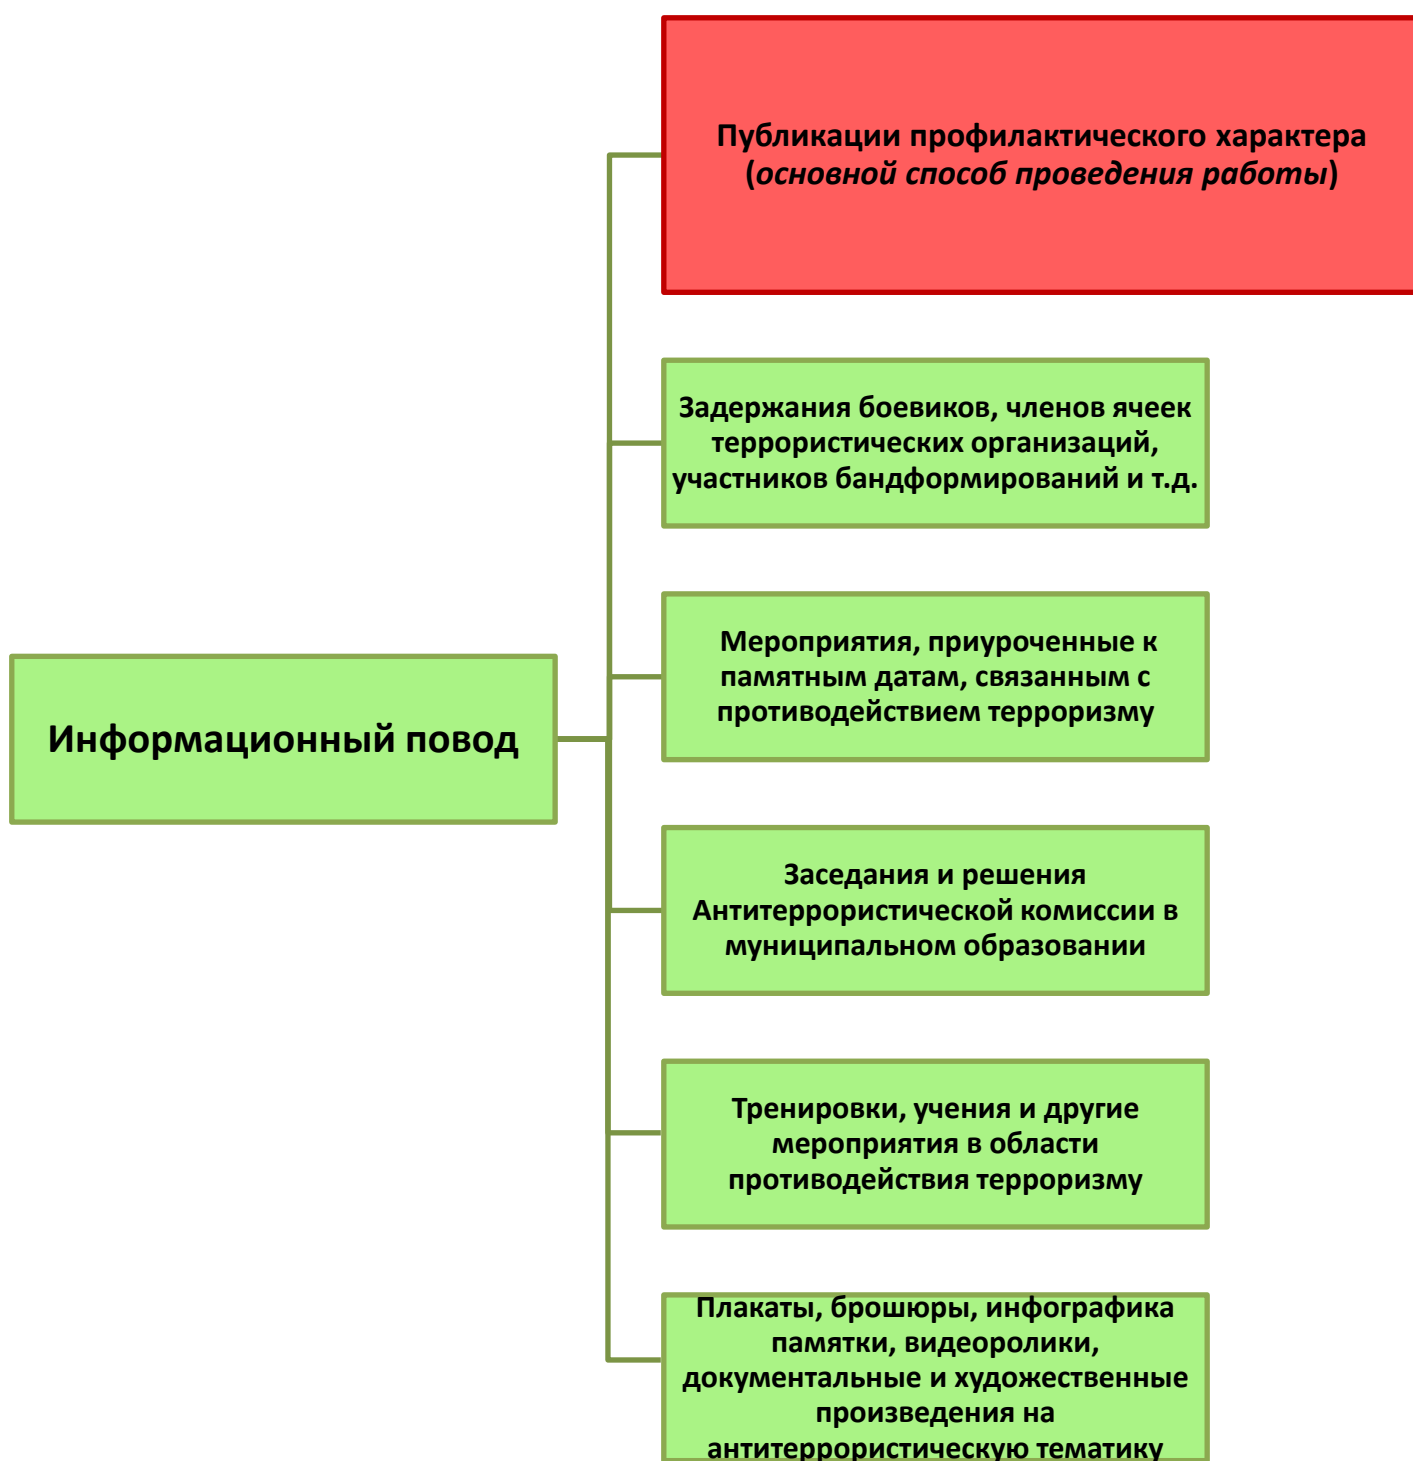 Публикации профилактического характера
(основной способ проведения работы)
Задержания боевиков, членов ячеек
террористических организаций,
участников бандформирований и т.д.
Мероприятия, приуроченные к
памятным датам, связанным с
противодействием терроризму
Информационный повод
Заседания и решения
Антитеррористической комиссии в
муниципальном образовании
Тренировки, учения и другие
мероприятия в области
противодействия терроризму
Плакаты, брошюры, инфографика
памятки, видеоролики,
документальные и художественные
произведения на
антитеррористическую тематику